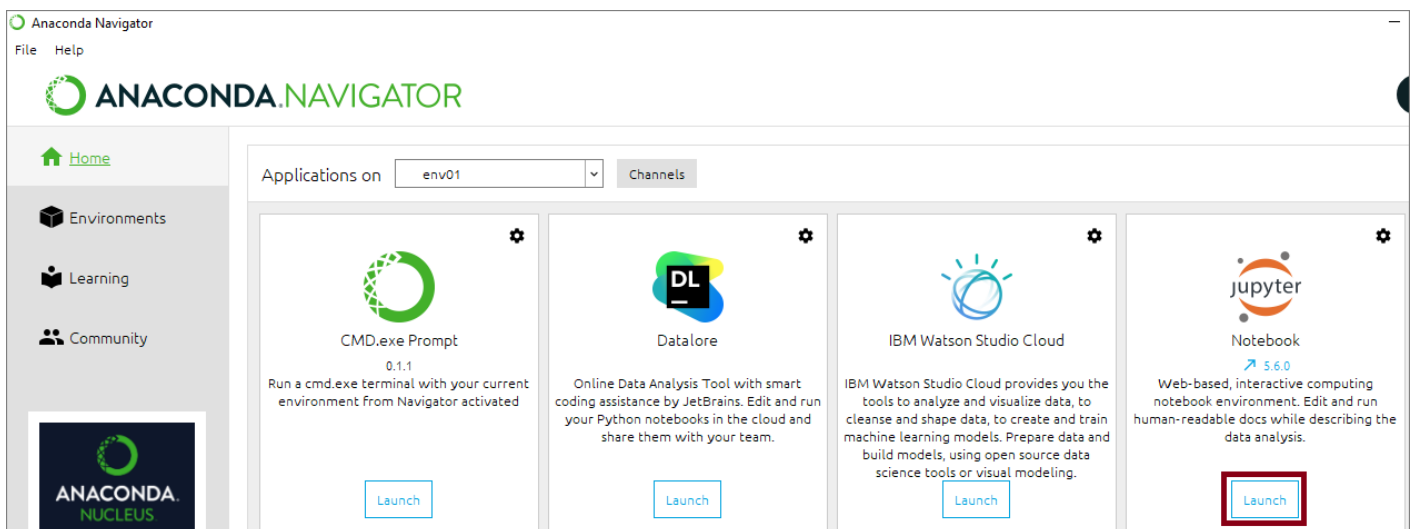 Anaconda Navigator
File Help
ANACONDA.NAVIGATOR
Home
Environments
Learning
Community
ANACONDA.
NUCLEUS
Applications on env01 Channels
CMD.exe Prompt
0.1.1
Run a cmd.exe terminal with your current
environment from Navigator activated
Launch
DL
Datalore
Online Data Analysis Tool with smart
coding assistance by JetBrains. Edit and run
your Python notebooks in the cloud and
share them with your team.
Launch
IBM Watson Studio Cloud
IBM Watson Studio Cloud provides you the
tools to analyze and visualize data, to
cleanse and shape data, to create and train
machine learning models. Prepare data and
build models, using open source data
science tools or visual modeling.
Launch
jupyter
Notebook
5.6.0
Web-based, interactive computing
notebook environment. Edit and run
human-readable docs while describing the
data analysis.
Launch